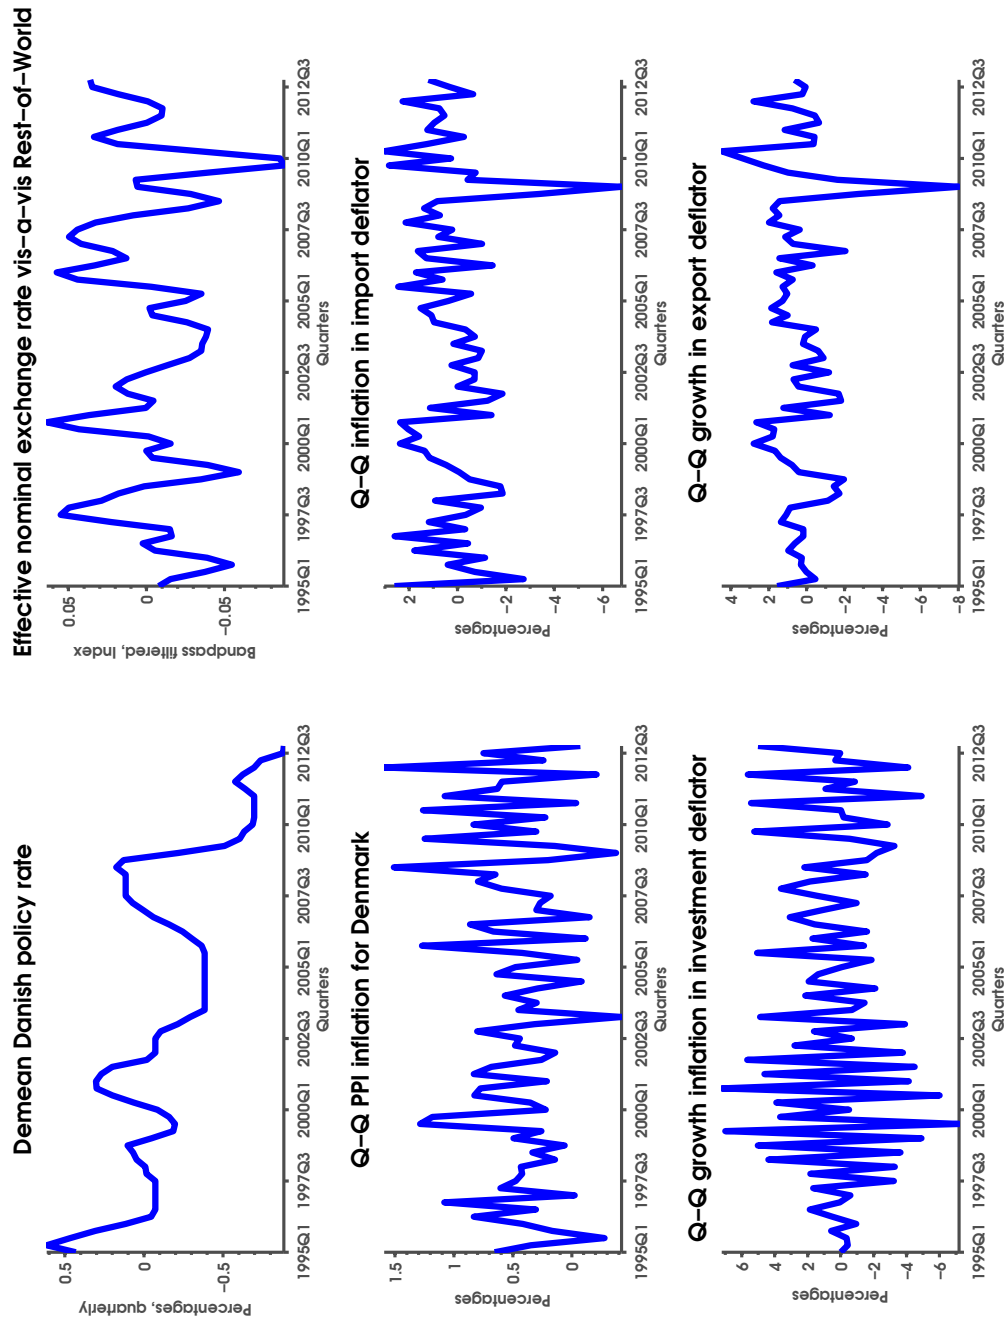 Demean Danish policy rate
Percentages, quarterly
0.5
0
−0.5
1995Q1 1997Q3 2000Q1 2002Q3 2005Q1 2007Q3 2010Q1 2012Q3
Quarters
Effective nominal exchange rate vis−a−vis Rest−of−World
Bandpass filtered, Index
0.05
0
−0.05
1995Q1 1997Q3 2000Q1 2002Q3 2005Q1 2007Q3 2010Q1 2012Q3
Quarters
Q−Q PPI inflation for Denmark
Percentages
1.5
1
0.5
0
1995Q1 1997Q3 2000Q1 2002Q3 2005Q1 2007Q3 2010Q1 2012Q3
Quarters
Q−Q inflation in import deflator
Percentages
2
0
−2
−4
−6
1995Q1 1997Q3 2000Q1 2002Q3 2005Q1 2007Q3 2010Q1 2012Q3
Quarters
Q−Q growth inflation in investment deflator
Percentages
6
4
2
0
−2
−4
−6
1995Q1 1997Q3 2000Q1 2002Q3 2005Q1 2007Q3 2010Q1 2012Q3
Quarters
Q−Q growth in export deflator
Percentages
4
2
0
−2
−4
−6
−8
1995Q1 1997Q3 2000Q1 2002Q3 2005Q1 2007Q3 2010Q1 2012Q3
Quarters